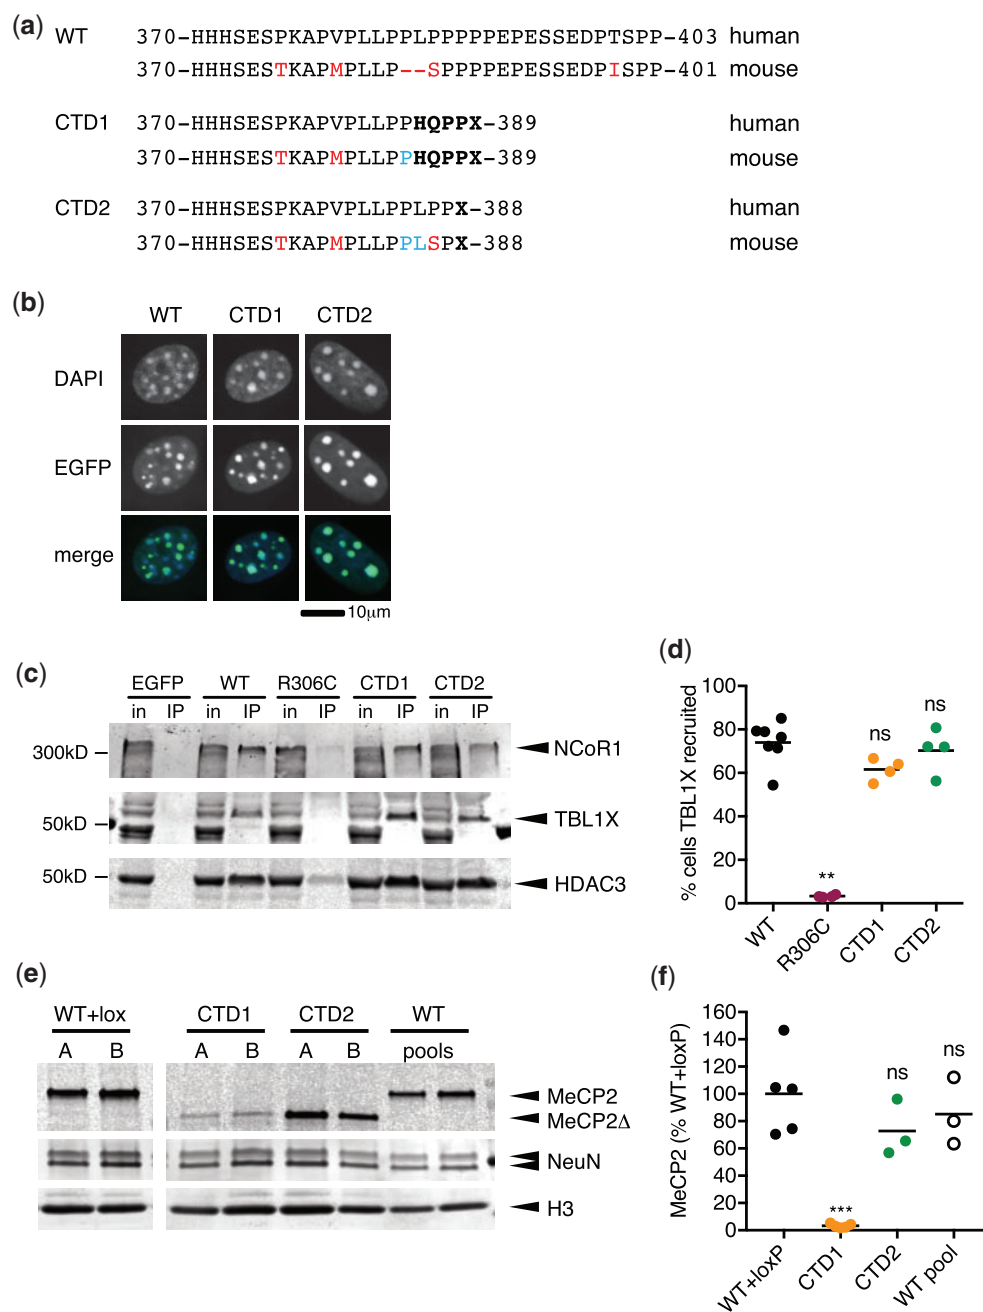 (a)
WT 370-HHHSESPKAPVPLLPPLPPPPPEPESSEDPTSPP-403 human
370-HHHSESTKAPMPLLP--SPPPPEPESSEDPISPP-401 mouse
CTD1 370-HHHSESPKAPVPLLPPPHQPPX-389 human
370-HHHSESTKAPMPLLPPHQPPX-389 mouse
CTD2 370-HHHSESPKAPVPLLPPLPPX-388 human
370-HHHSESTKAPMPLLPPLSPX-388 mouse
(b)
WT CTD1 CTD2
DAPI
EGFP
merge
10μm
(c)
EGFP WT R306C CTD1 CTD2
in IP in IP in IP in IP in IP
300kD NCoR1
50kD TBL1X
50kD HDAC3
(d)
% cells TBL1X recruited
100
80
60
40
20
0
** ns ns
WT R306C CTD1 CTD2
(e)
WT+lox CTD1 CTD2 WT
A B A B A B pools
MeCP2
MeCP2Δ
NeuN
H3
(f)
MeCP2 (% WT+loxP)
160
140
120
100
80
60
40
20
0
*** ns ns
WT+loxP CTD1 CTD2 WT pool